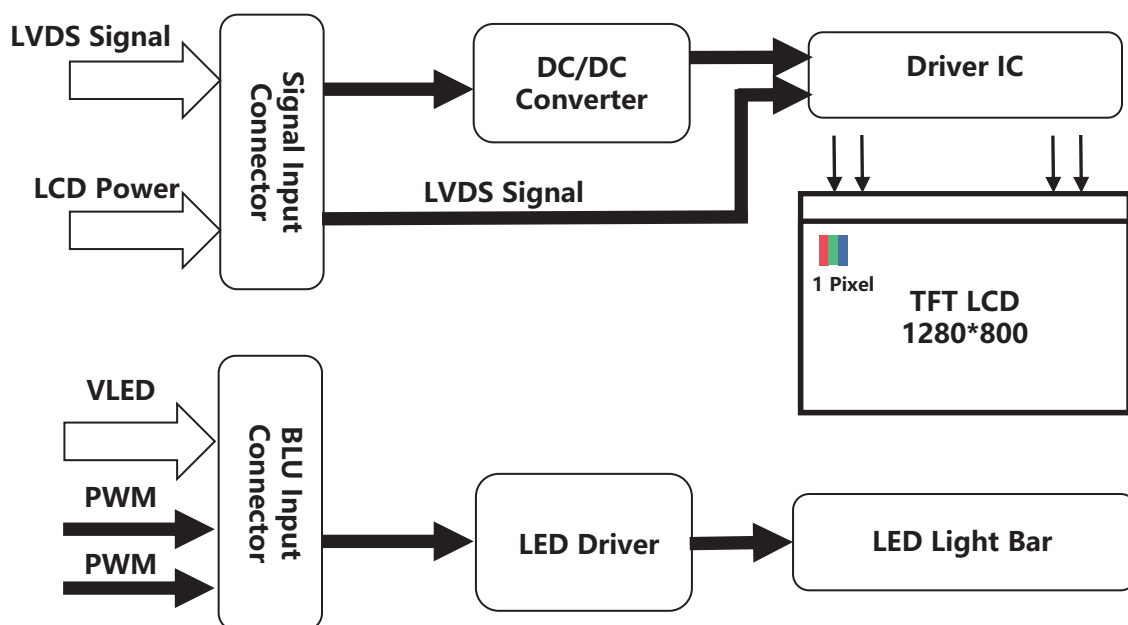 LVDS Signal
LCD Power
Signal Input
Connector
DC/DC
Converter
Driver IC
LVDS Signal
1 Pixel
TFT LCD
1280*800
VLED
PWM
PWM
BLU Input
Connector
LED Driver
LED Light Bar